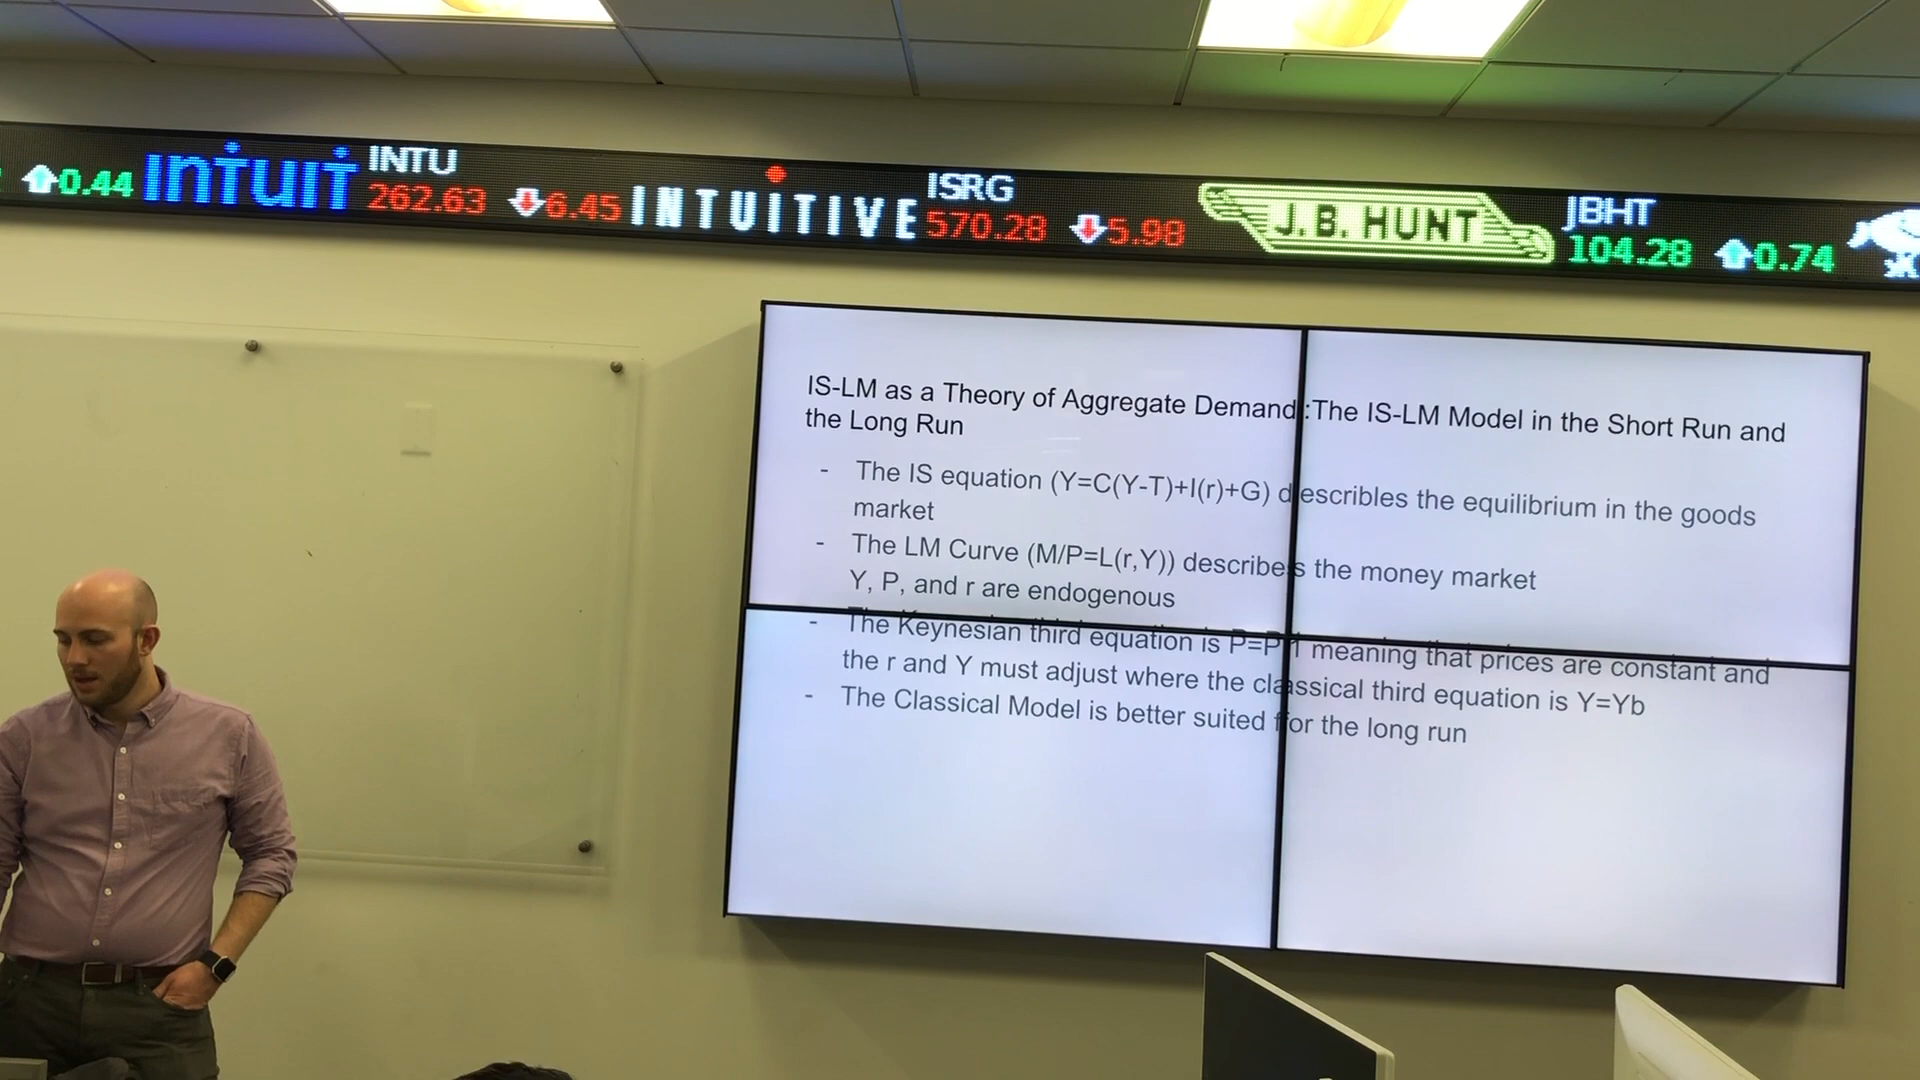 0.44 intuit INTU 262.63 6.45 INTUITIVE ISRG 570.28 5.98 J.B. HUNT JBHT 104.28 0.74
IS-LM as a Theory of Aggregate Demand :The IS-LM Model in the Short Run and
the Long Run
- The IS equation (Y=C(Y-T)+I(r)+G) describles the equilibrium in the goods
market
- The LM Curve (M/P=L(r,Y)) describes the money market
Y, P, and r are endogenous
- The Keynesian third equation is P=P1 meaning that prices are constant and
the r and Y must adjust where the classical third equation is Y=Yb
- The Classical Model is better suited for the long run